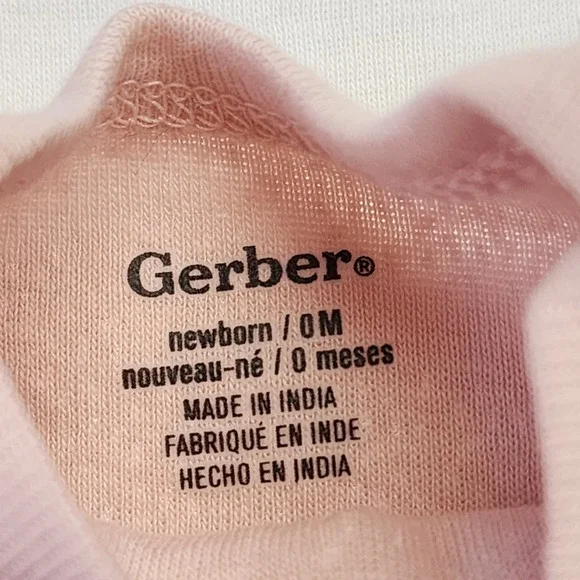 Gerber®
newborn / 0M
nouveau-né / 0 meses
MADE IN INDIA
FABRIQUÉ EN INDE
HECHO EN INDIA